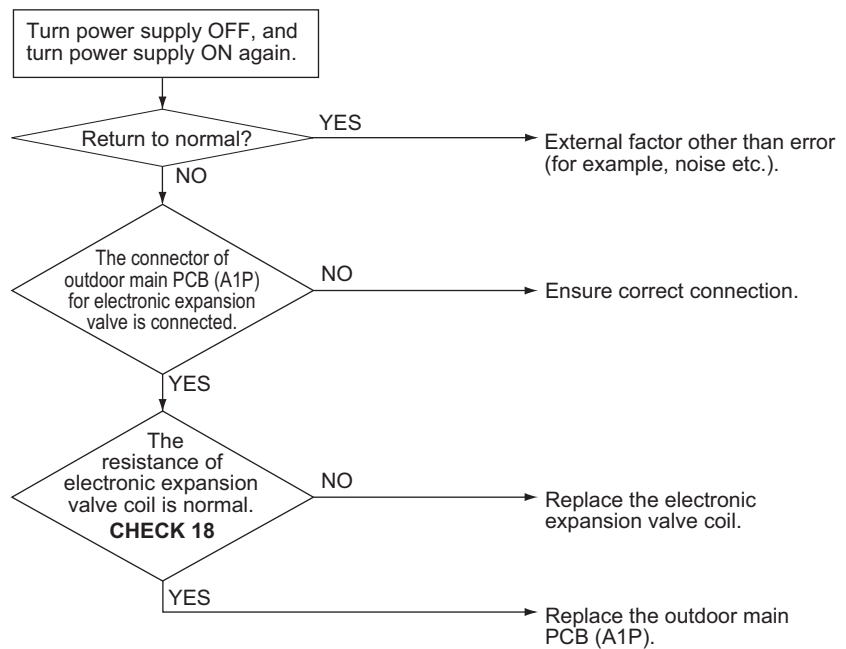 Turn power supply OFF, and
turn power supply ON again.
Return to normal?
YES
External factor other than error
(for example, noise etc.).
NO
The connector of
outdoor main PCB (A1P)
for electronic expansion
valve is connected.
NO
Ensure correct connection.
YES
The
resistance of
electronic expansion
valve coil is normal.
CHECK 18
NO
Replace the electronic
expansion valve coil.
YES
Replace the outdoor main
PCB (A1P).